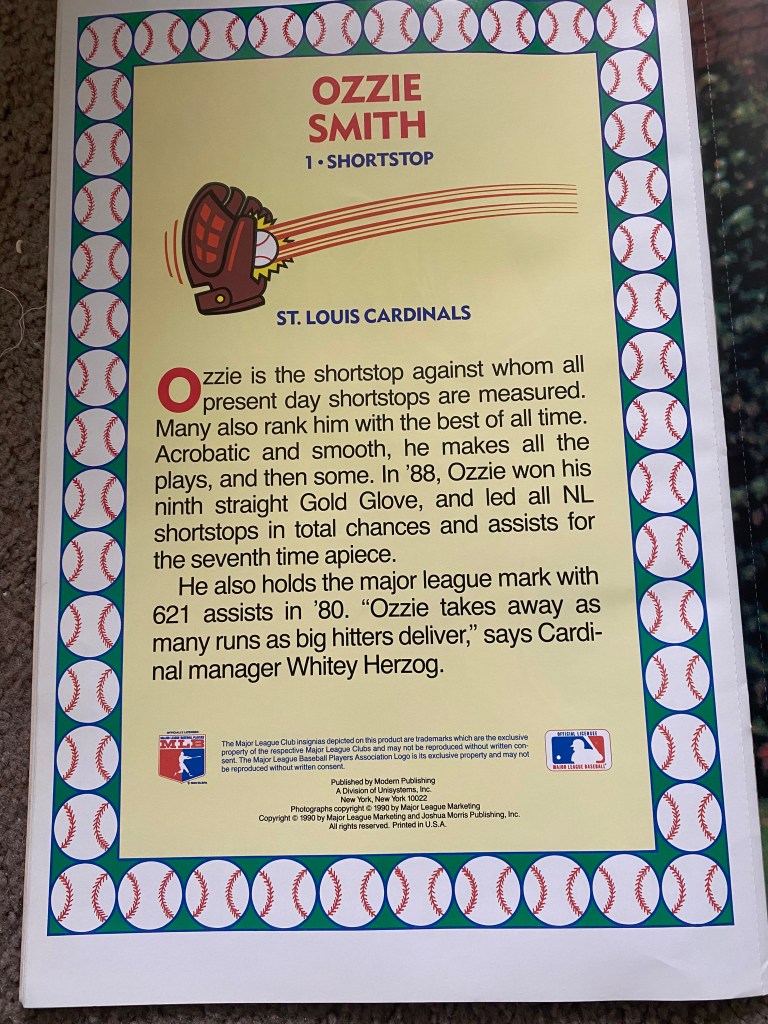 OZZIE
SMITH
1 • SHORTSTOP
ST. LOUIS CARDINALS
Ozzie is the shortstop against whom all
present day shortstops are measured.
Many also rank him with the best of all time.
Acrobatic and smooth, he makes all the
plays, and then some. In ’88, Ozzie won his
ninth straight Gold Glove, and led all NL
shortstops in total chances and assists for
the seventh time apiece.
He also holds the major league mark with
621 assists in ’80. “Ozzie takes away as
many runs as big hitters deliver,” says Cardi-
nal manager Whitey Herzog.
OFFICIALLY LICENSED
MAJOR LEAGUE BASEBALL PLAYERS
MLB
The Major League Club insignias depicted on this product are trademarks which are the exclusive
property of the respective Major League Clubs and may not be reproduced without written con-
sent. The Major League Baseball Players Association Logo is its exclusive property and may not
be reproduced without written consent.
OFFICIAL LICENSEE
MAJOR LEAGUE BASEBALL
Published by Modern Publishing
A Division of Unisystems, Inc.
New York, New York 10022
Photographs copyright © 1990 by Major League Marketing
Copyright © 1990 by Major League Marketing and Joshua Morris Publishing, Inc.
All rights reserved. Printed in U.S.A.